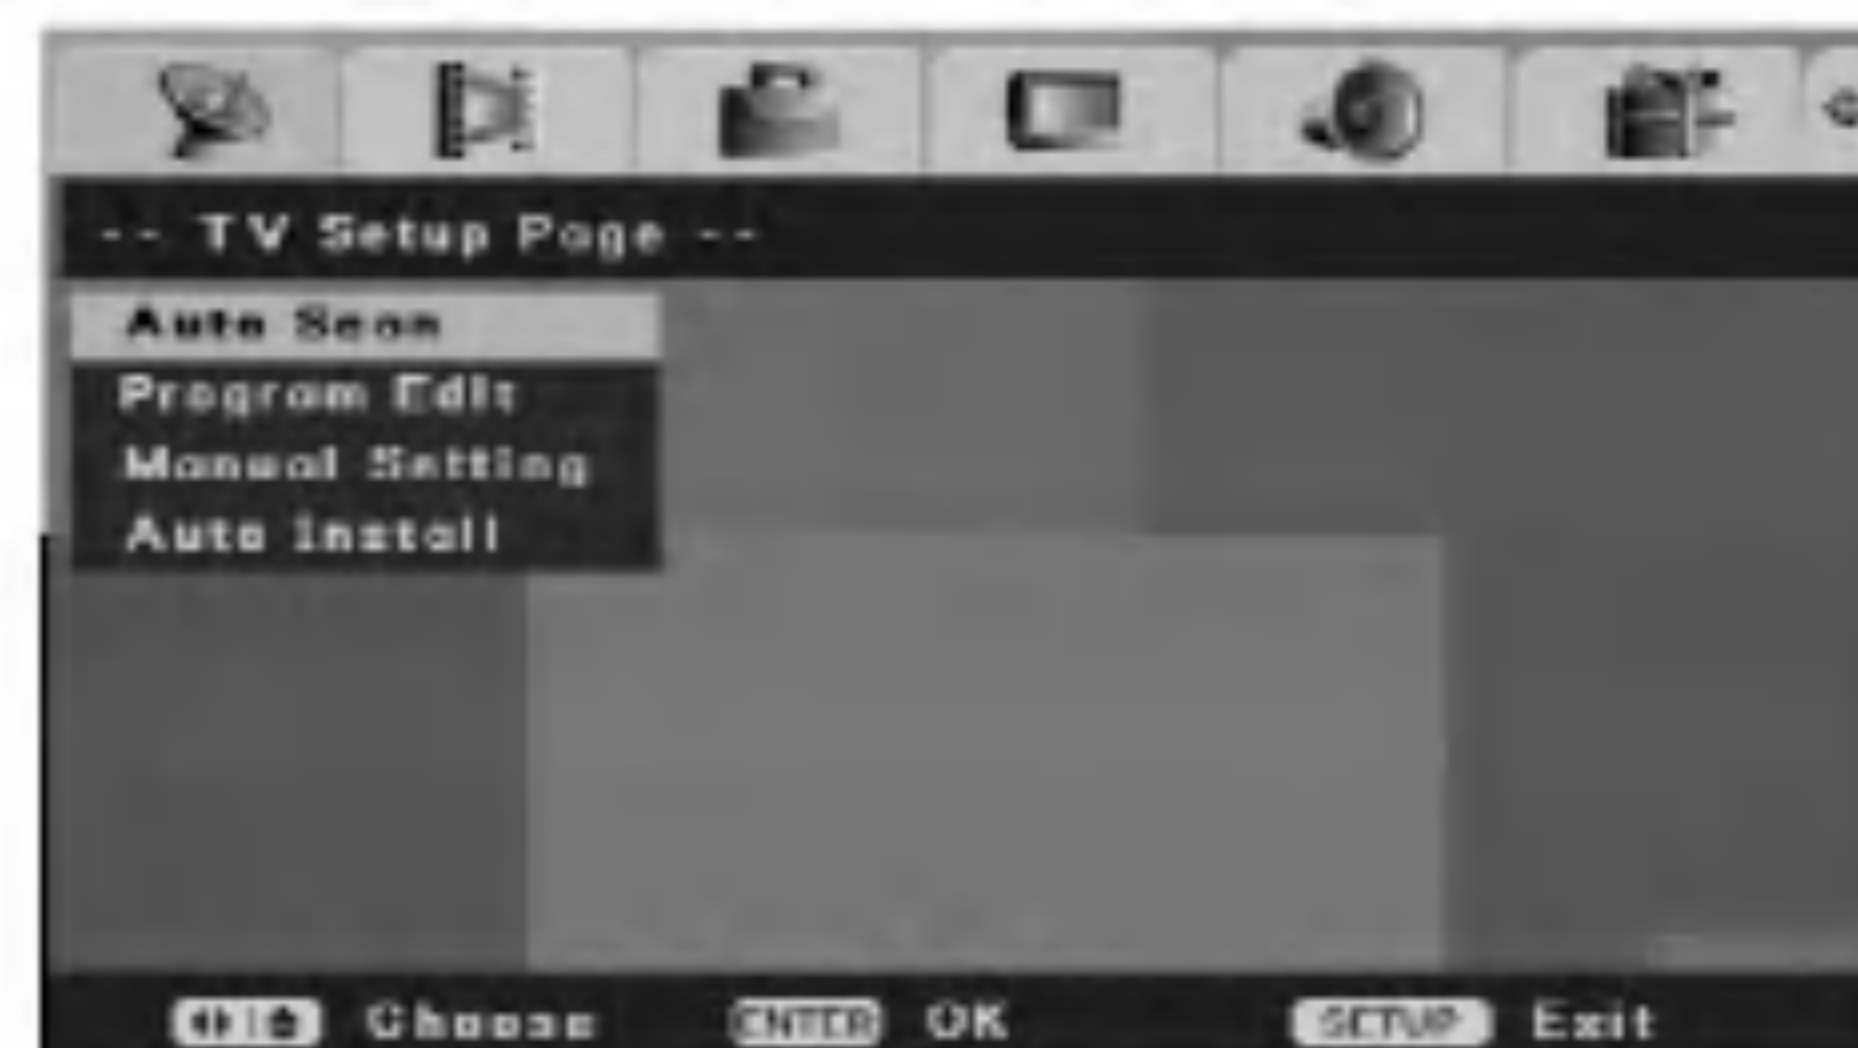 -- TV Setup Page --
Auto Scan
Program Edit
Manual Setting
Auto Install
Choose ENTER OK SETUP Exit